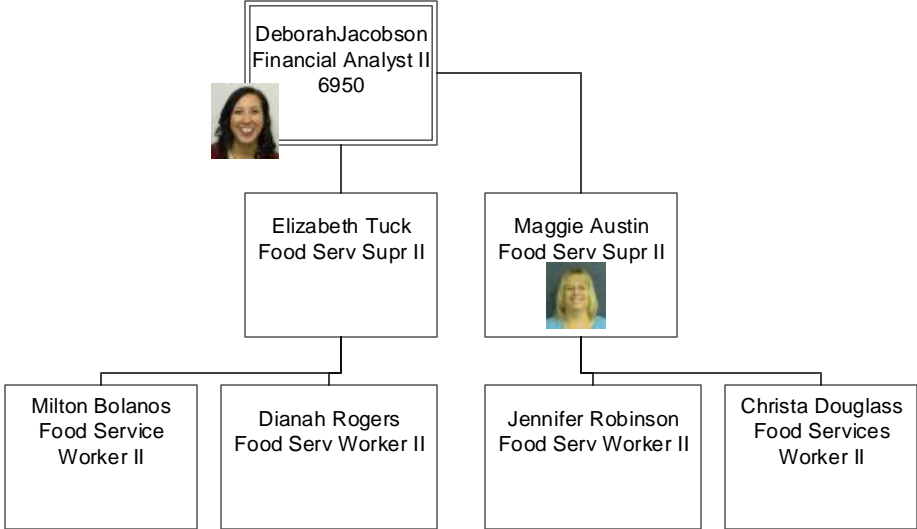 DeborahJacobson
Financial Analyst II
6950
Elizabeth Tuck
Food Serv Supr II
Maggie Austin
Food Serv Supr II
Milton Bolanos
Food Service
Worker II
Dianah Rogers
Food Serv Worker II
Jennifer Robinson
Food Serv Worker II
Christa Douglass
Food Services
Worker II